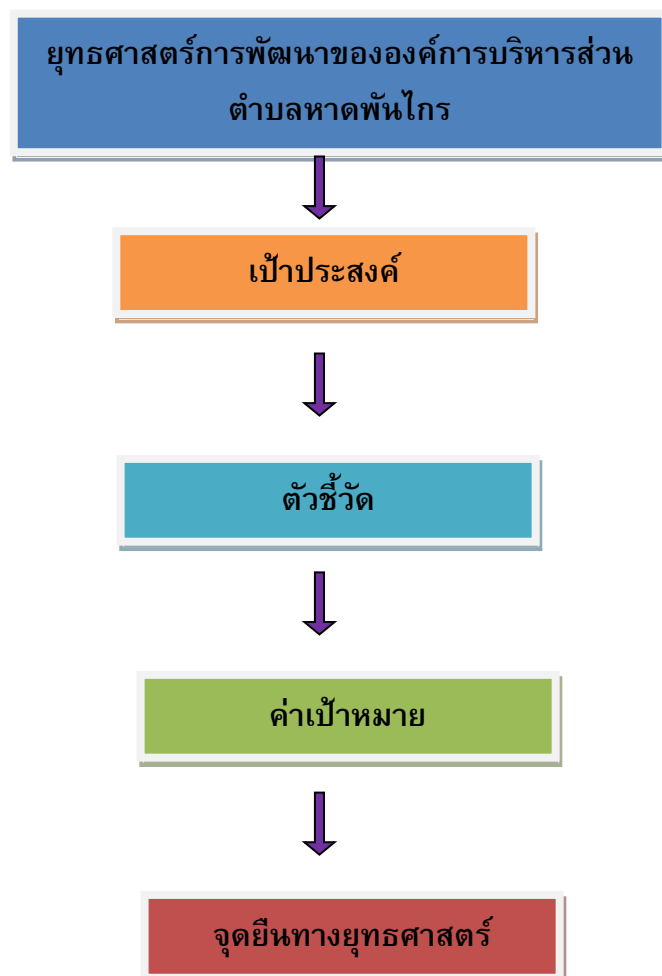 ยุทธศาสตร์การพัฒนาขององค์การบริหารส่วน
ตำบลหาดพันไกร
เป้าประสงค์
ตัวชี้วัด
ค่าเป้าหมาย
จุดยืนทางยุทธศาสตร์